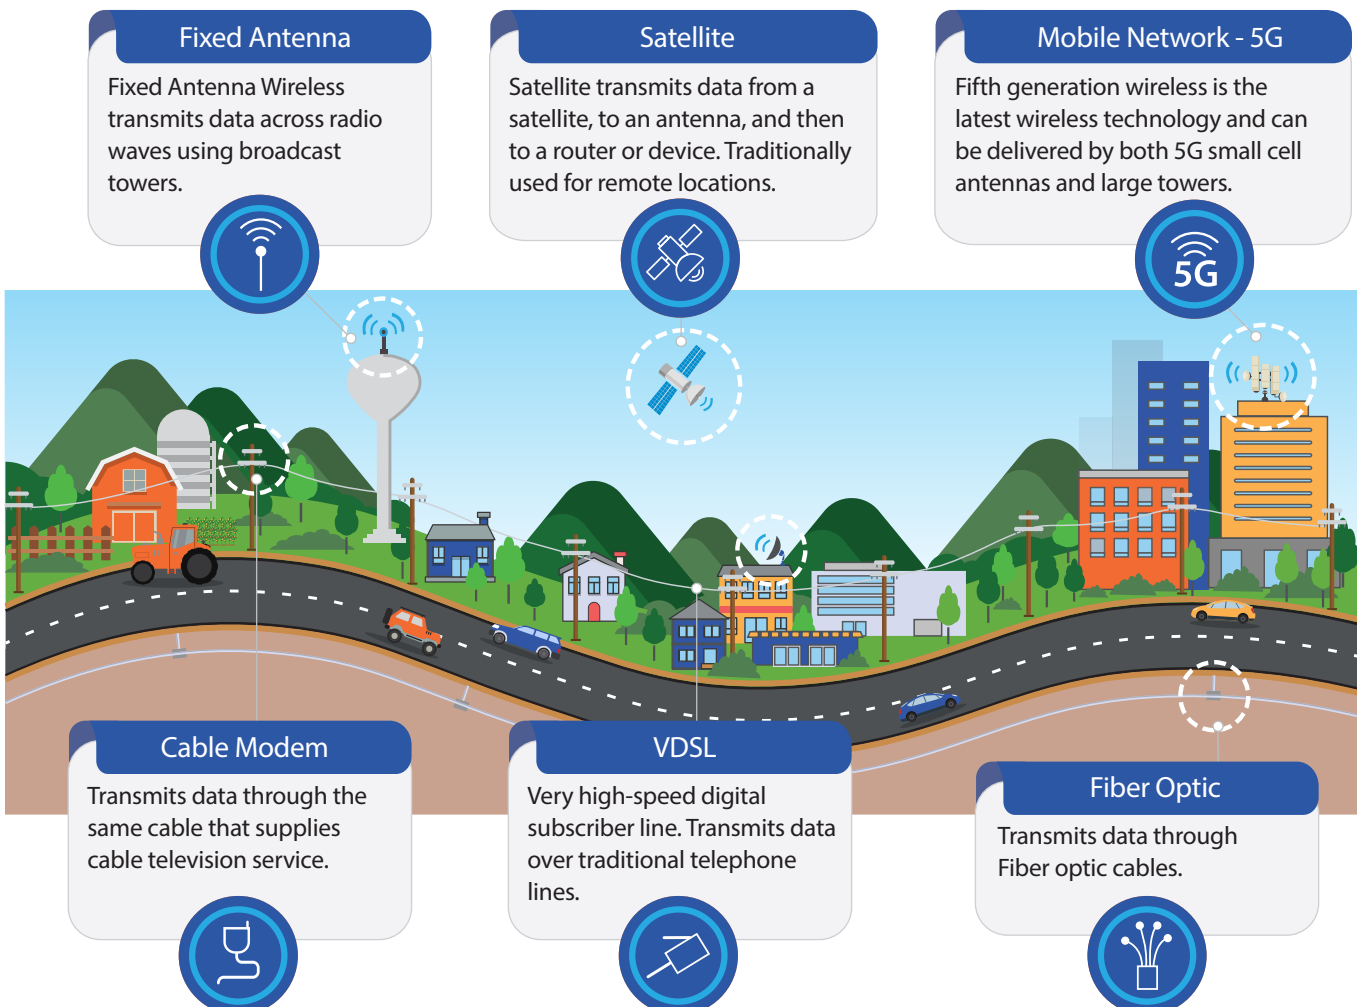 Fixed Antenna
Fixed Antenna Wireless
transmits data across radio
waves using broadcast
towers.
Satellite
Satellite transmits data from a
satellite, to an antenna, and then
to a router or device. Traditionally
used for remote locations.
Mobile Network - 5G
Fifth generation wireless is the
latest wireless technology and can
be delivered by both 5G small cell
antennas and large towers.
5G
Cable Modem
Transmits data through the
same cable that supplies
cable television service.
VDSL
Very high-speed digital
subscriber line. Transmits data
over traditional telephone
lines.
Fiber Optic
Transmits data through
Fiber optic cables.